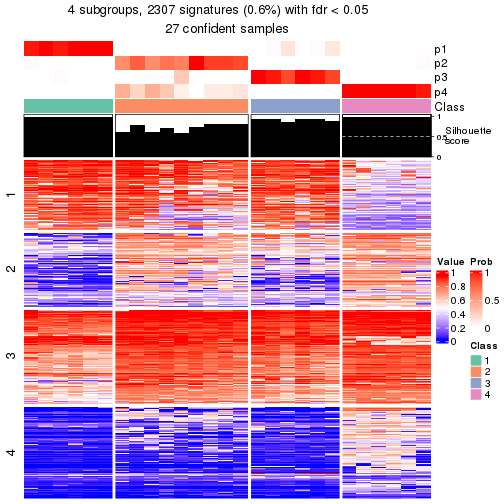 4 subgroups, 2307 signatures (0.6%) with fdr < 0.05
27 confident samples
p1
p2
p3
p4
Class
1
0.5
0
Silhouette
score
1
2
3
4
Value
1
0.8
0.6
0.4
0.2
0
Prob
1
0.5
0
Class
1
2
3
4